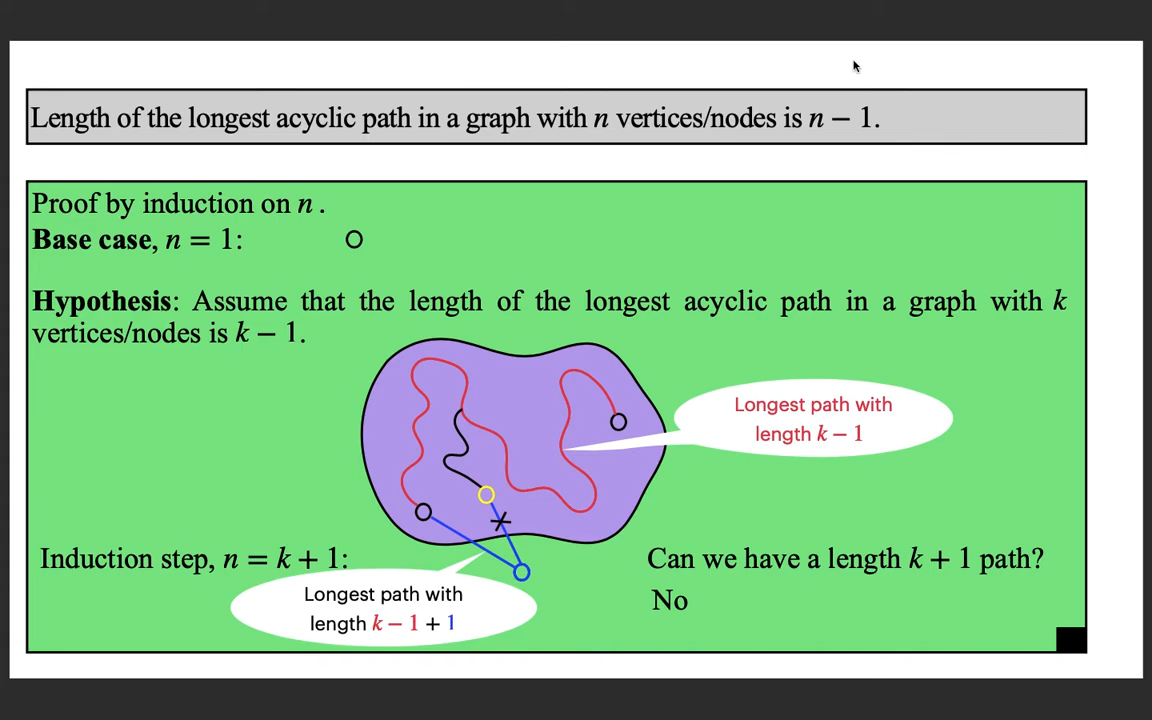 Length of the longest acyclic path in a graph with n vertices/nodes is n − 1.
Proof by induction on n .
Base case, n = 1:
Hypothesis: Assume that the length of the longest acyclic path in a graph with k
vertices/nodes is k − 1.
Longest path with
length k − 1
Induction step, n = k + 1:
Can we have a length k + 1 path?
Longest path with
length k − 1 + 1
No